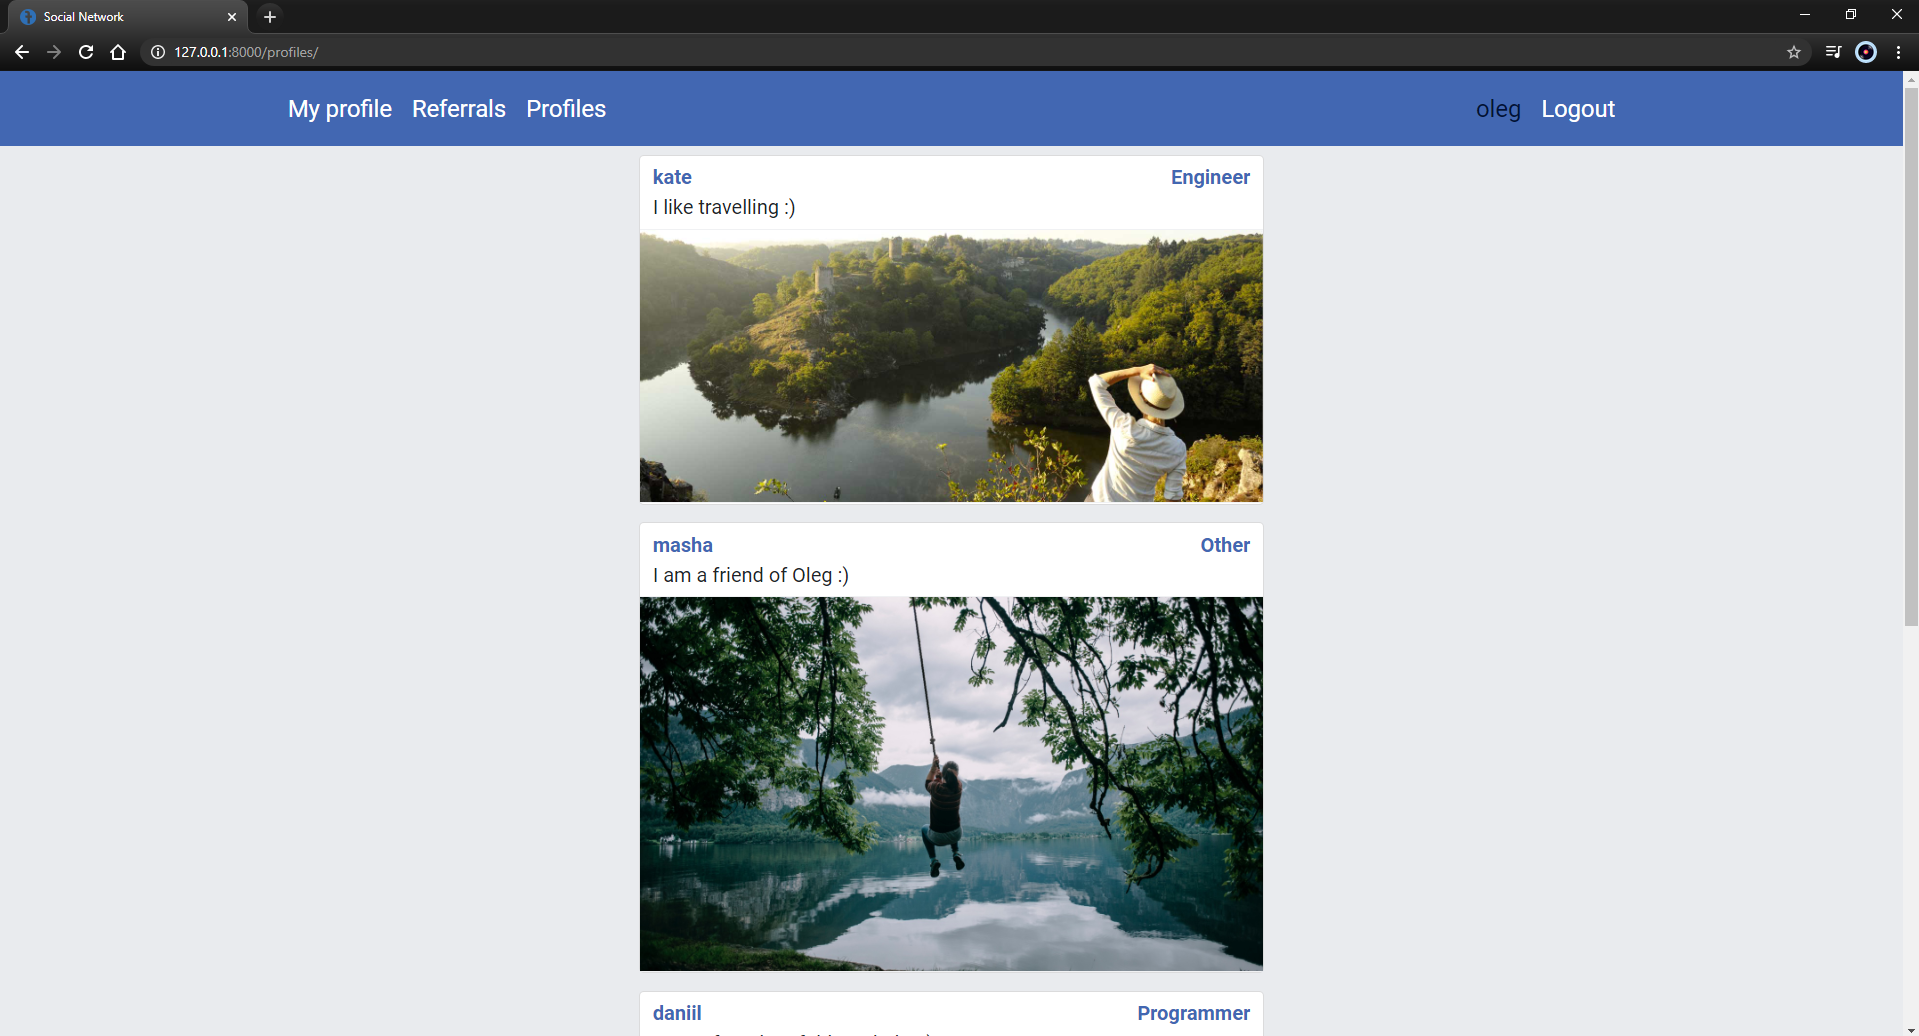 Social Network
127.0.0.1:8000/profiles/
My profile Referrals Profiles oleg Logout
kate Engineer
I like travelling :)
masha Other
I am a friend of Oleg :)
daniil Programmer